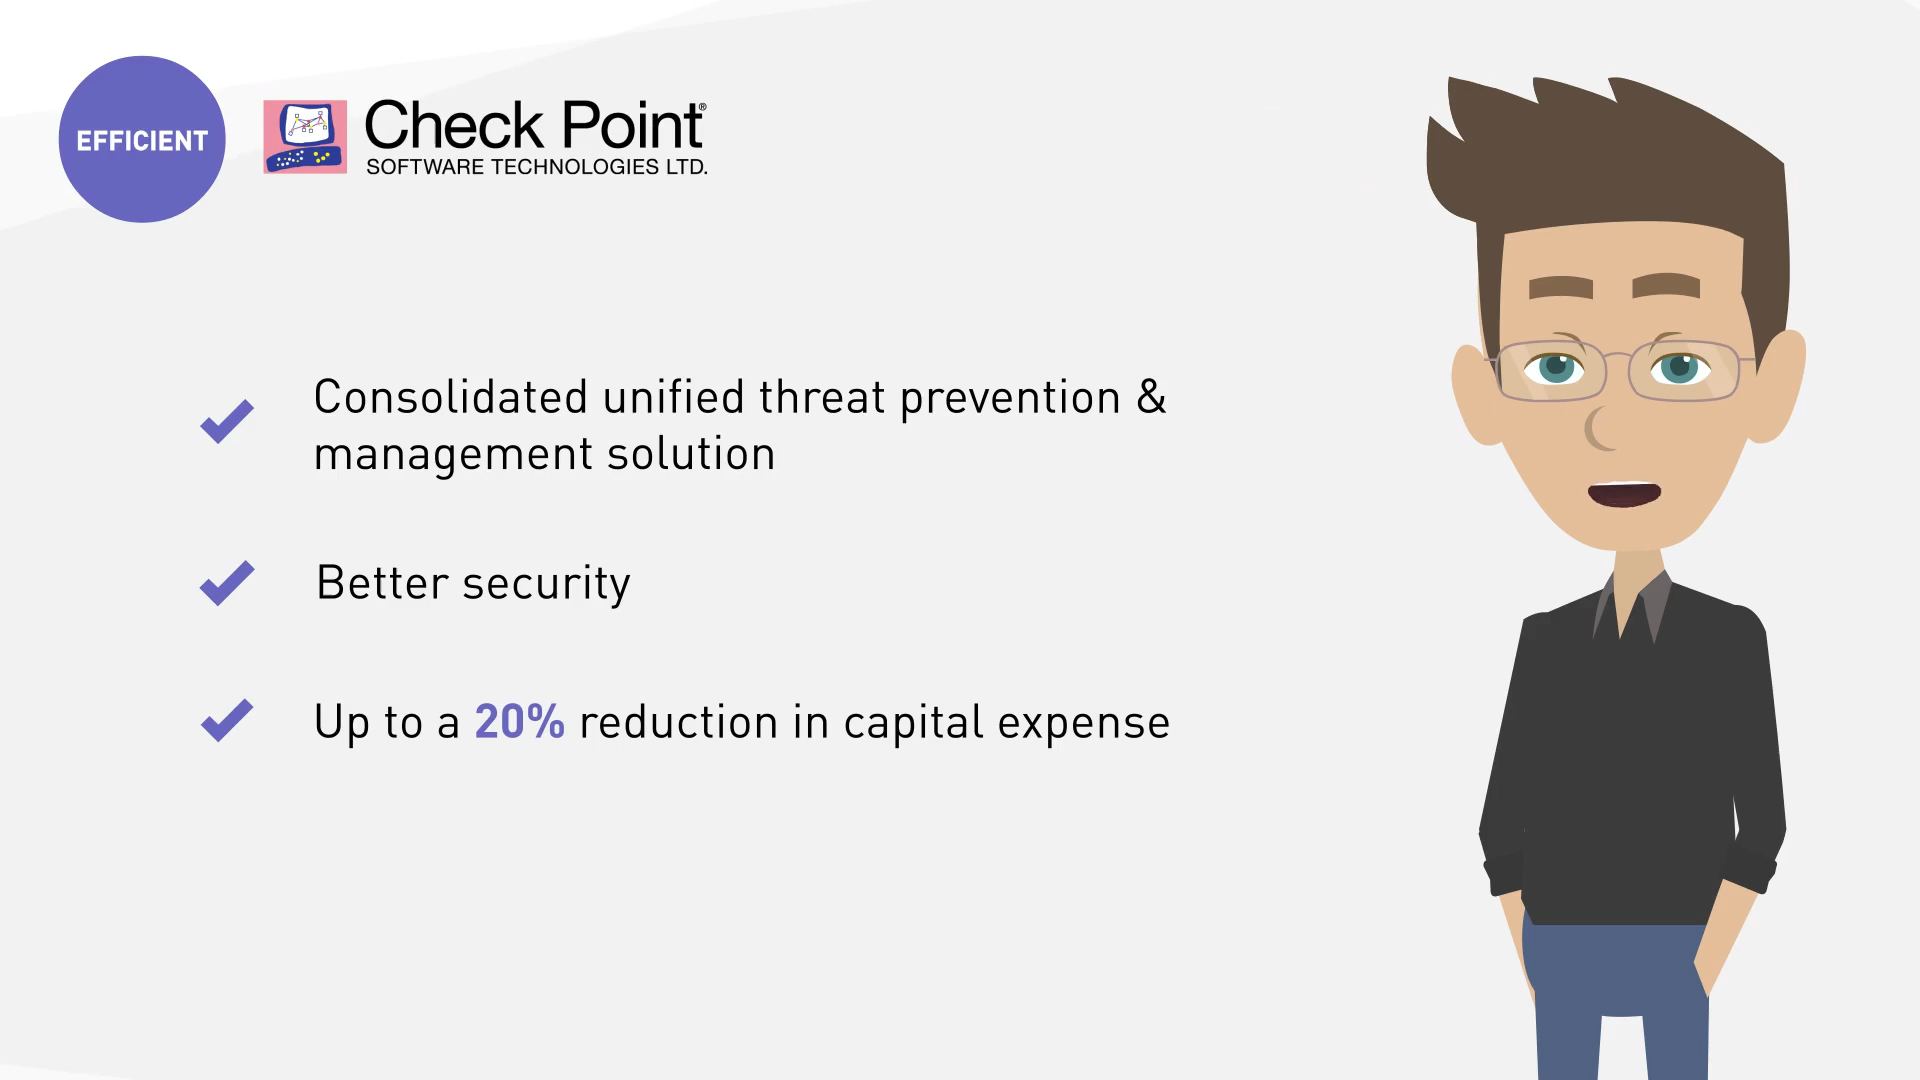 EFFICIENT
Check Point®
SOFTWARE TECHNOLOGIES LTD.
Consolidated unified threat prevention &
management solution
Better security
Up to a 20% reduction in capital expense